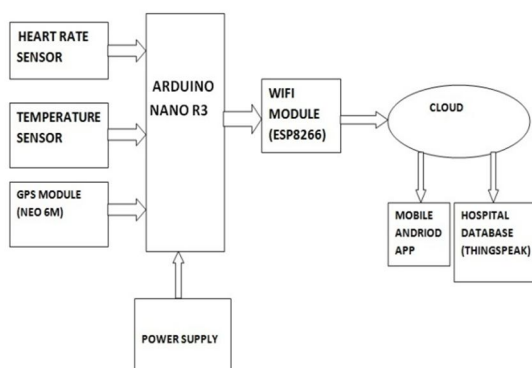 HEART RATE
SENSOR
TEMPERATURE
SENSOR
GPS MODULE
(NEO 6M)
ARDUINO
NANO R3
WIFI
MODULE
(ESP8266)
CLOUD
MOBILE
ANDRIOD
APP
HOSPITAL
DATABASE
(THINGSPEAK)
POWER SUPPLY